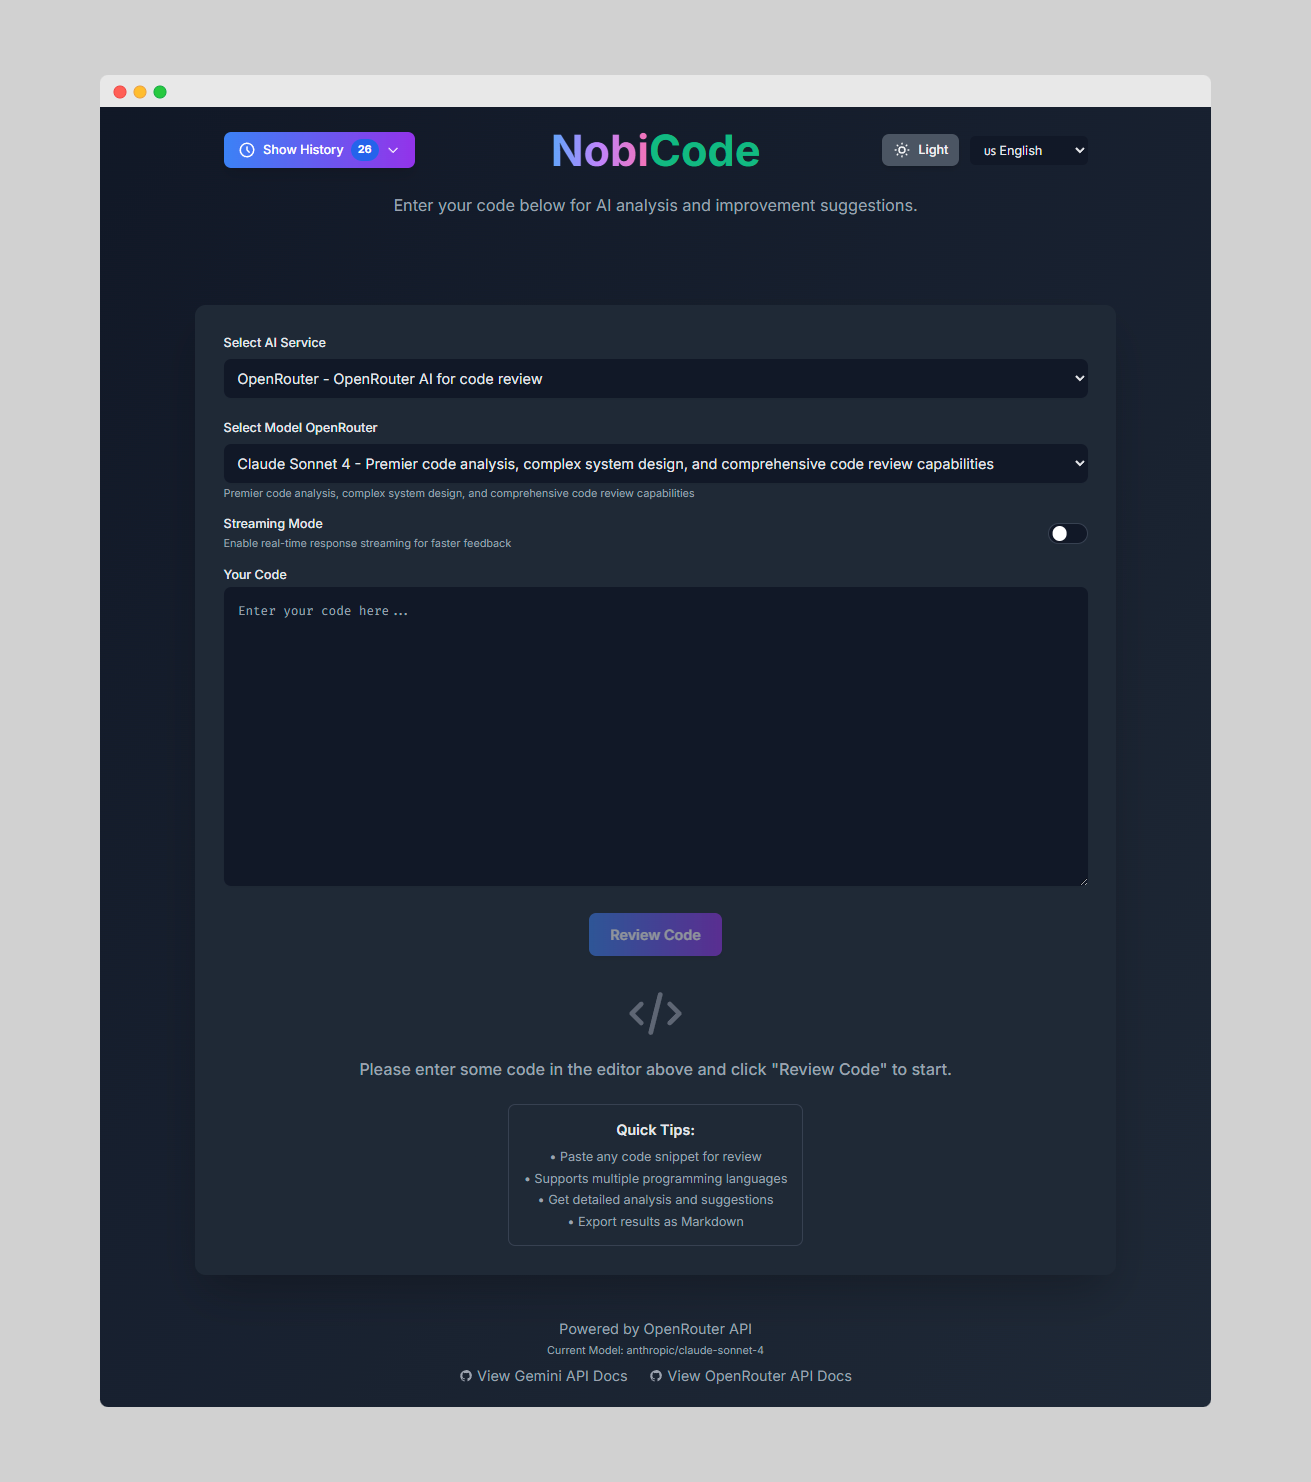 Show History 26
NobiCode
Light
us English
Enter your code below for AI analysis and improvement suggestions.
Select AI Service
OpenRouter - OpenRouter AI for code review
Select Model OpenRouter
Claude Sonnet 4 - Premier code analysis, complex system design, and comprehensive code review capabilities
Premier code analysis, complex system design, and comprehensive code review capabilities
Streaming Mode
Enable real-time response streaming for faster feedback
Your Code
Enter your code here...
Review Code
</>
Please enter some code in the editor above and click "Review Code" to start.
Quick Tips:
• Paste any code snippet for review
• Supports multiple programming languages
• Get detailed analysis and suggestions
• Export results as Markdown
Powered by OpenRouter API
Current Model: anthropic/claude-sonnet-4
View Gemini API Docs
View OpenRouter API Docs